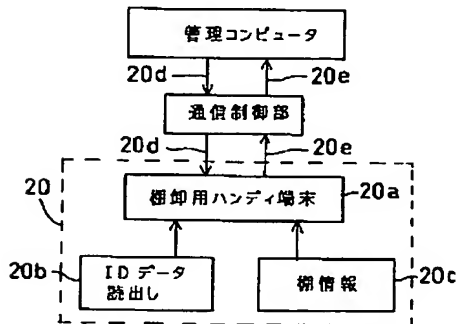 管理コンピュータ
20d
20e
通信制御部
20d
20e
20
棚卸用ハンディ端末
20a
20b
IDデータ
読出し
棚情報
20c